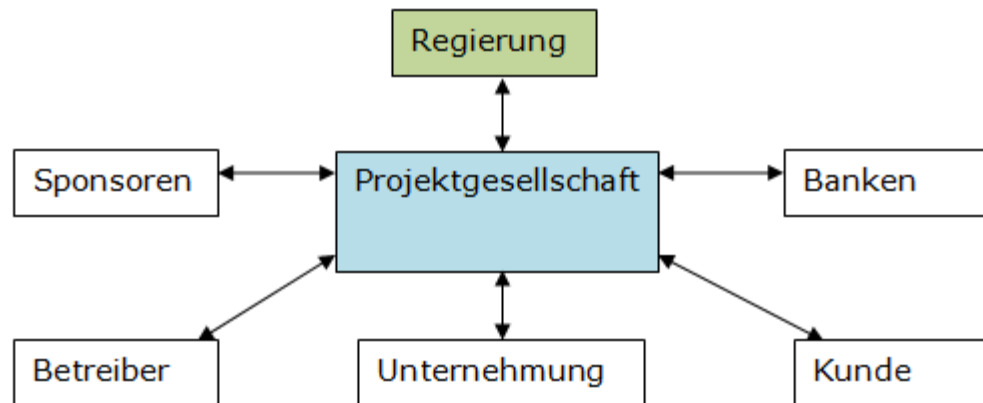 Regierung
Sponsoren
Projektgesellschaft
Banken
Betreiber
Unternehmung
Kunde